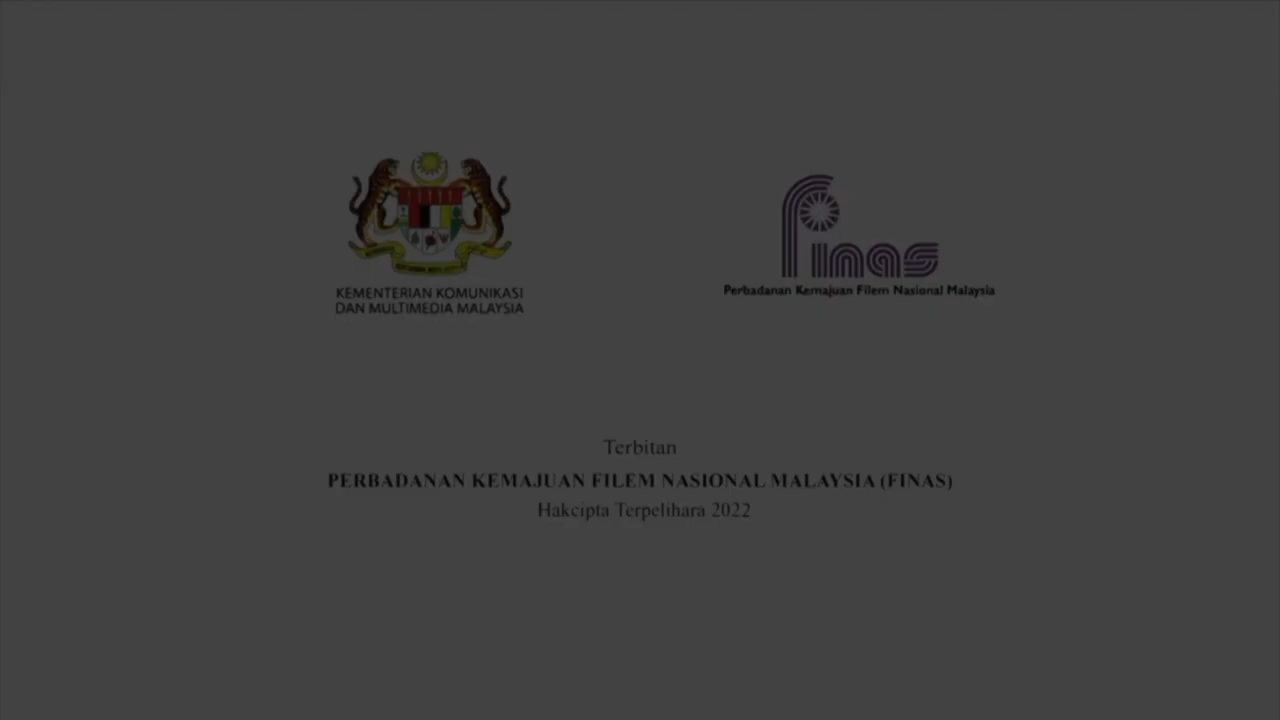 KEMENTERIAN KOMUNIKASI
DAN MULTIMEDIA MALAYSIA
Finas
Perbadanan Kemajuan Filem Nasional Malaysia
Terbitan
PERBADANAN KEMAJUAN FILEM NASIONAL MALAYSIA (FINAS)
Hakcipta Terpelihara 2022